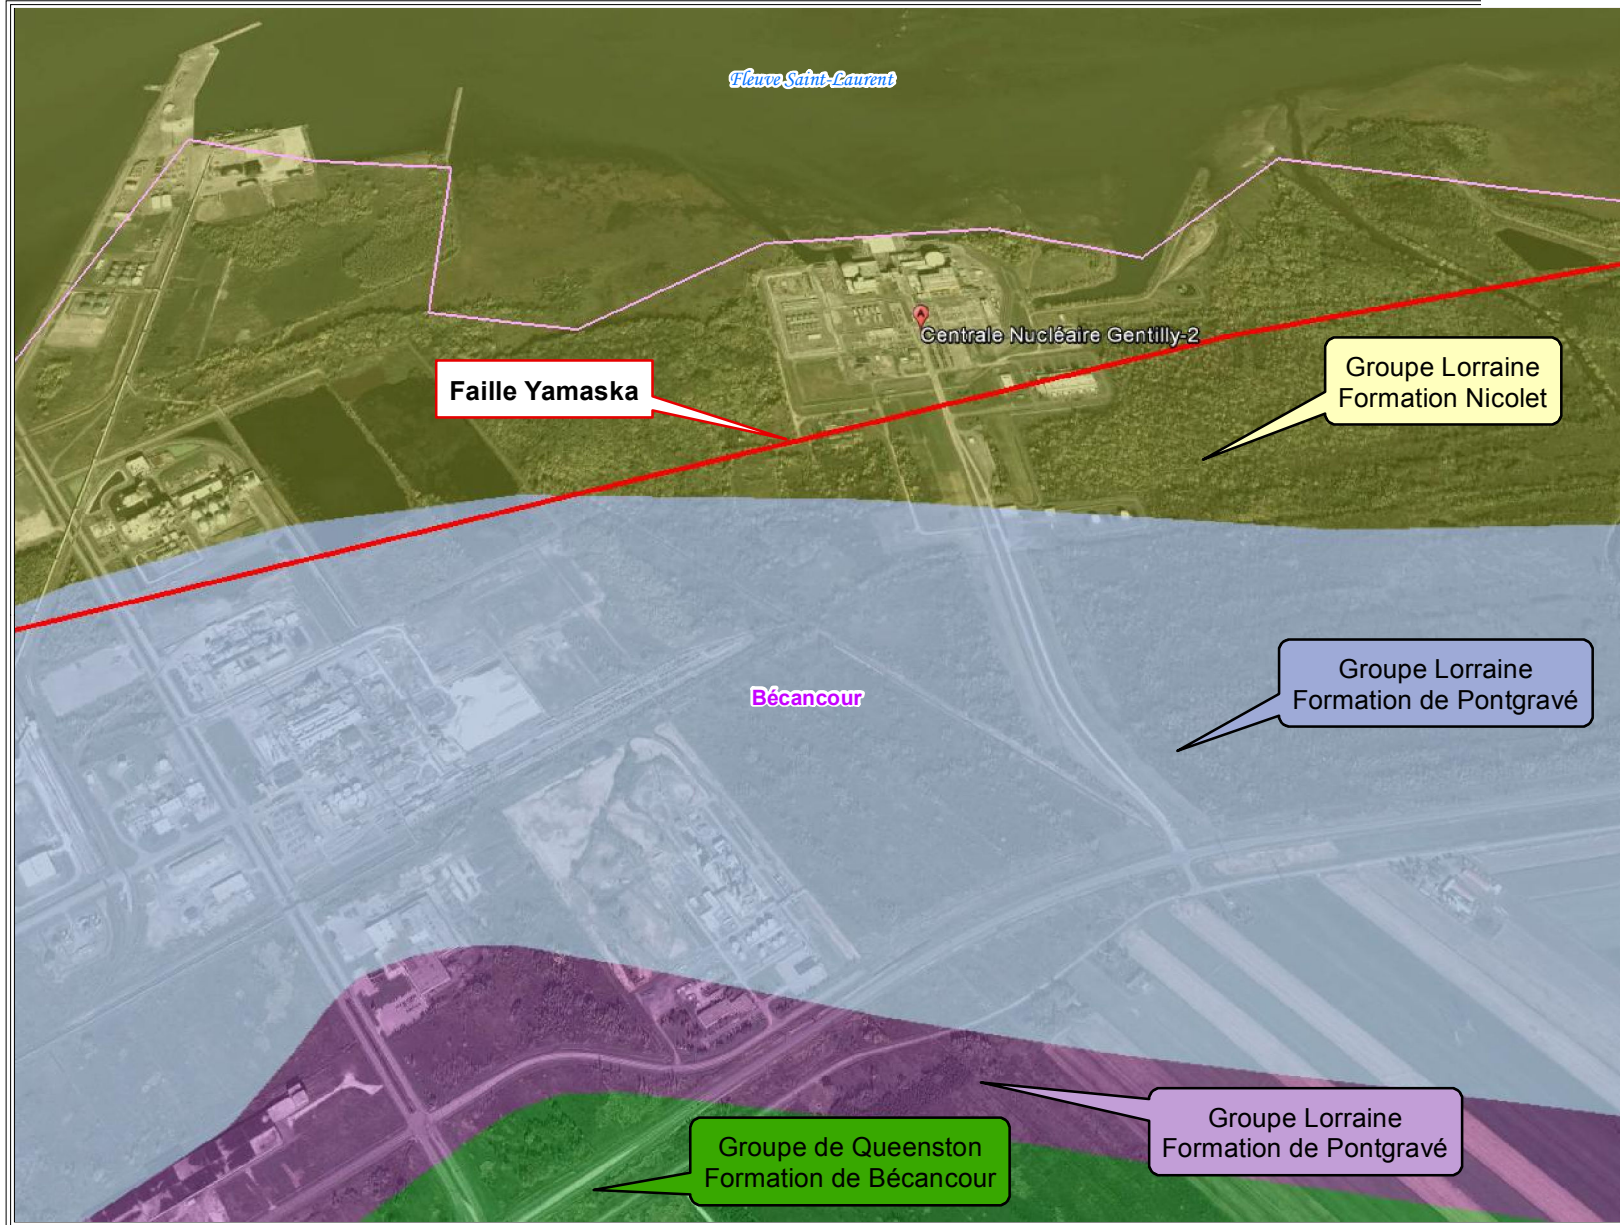 Fleuve Saint-Laurent
Centrale Nucléaire Gentilly-2
Faille Yamaska
Groupe Lorraine
Formation Nicolet
Groupe Lorraine
Formation de Pontgravé
Bécancour
Groupe Lorraine
Formation de Pontgravé
Groupe de Queenston
Formation de Bécancour